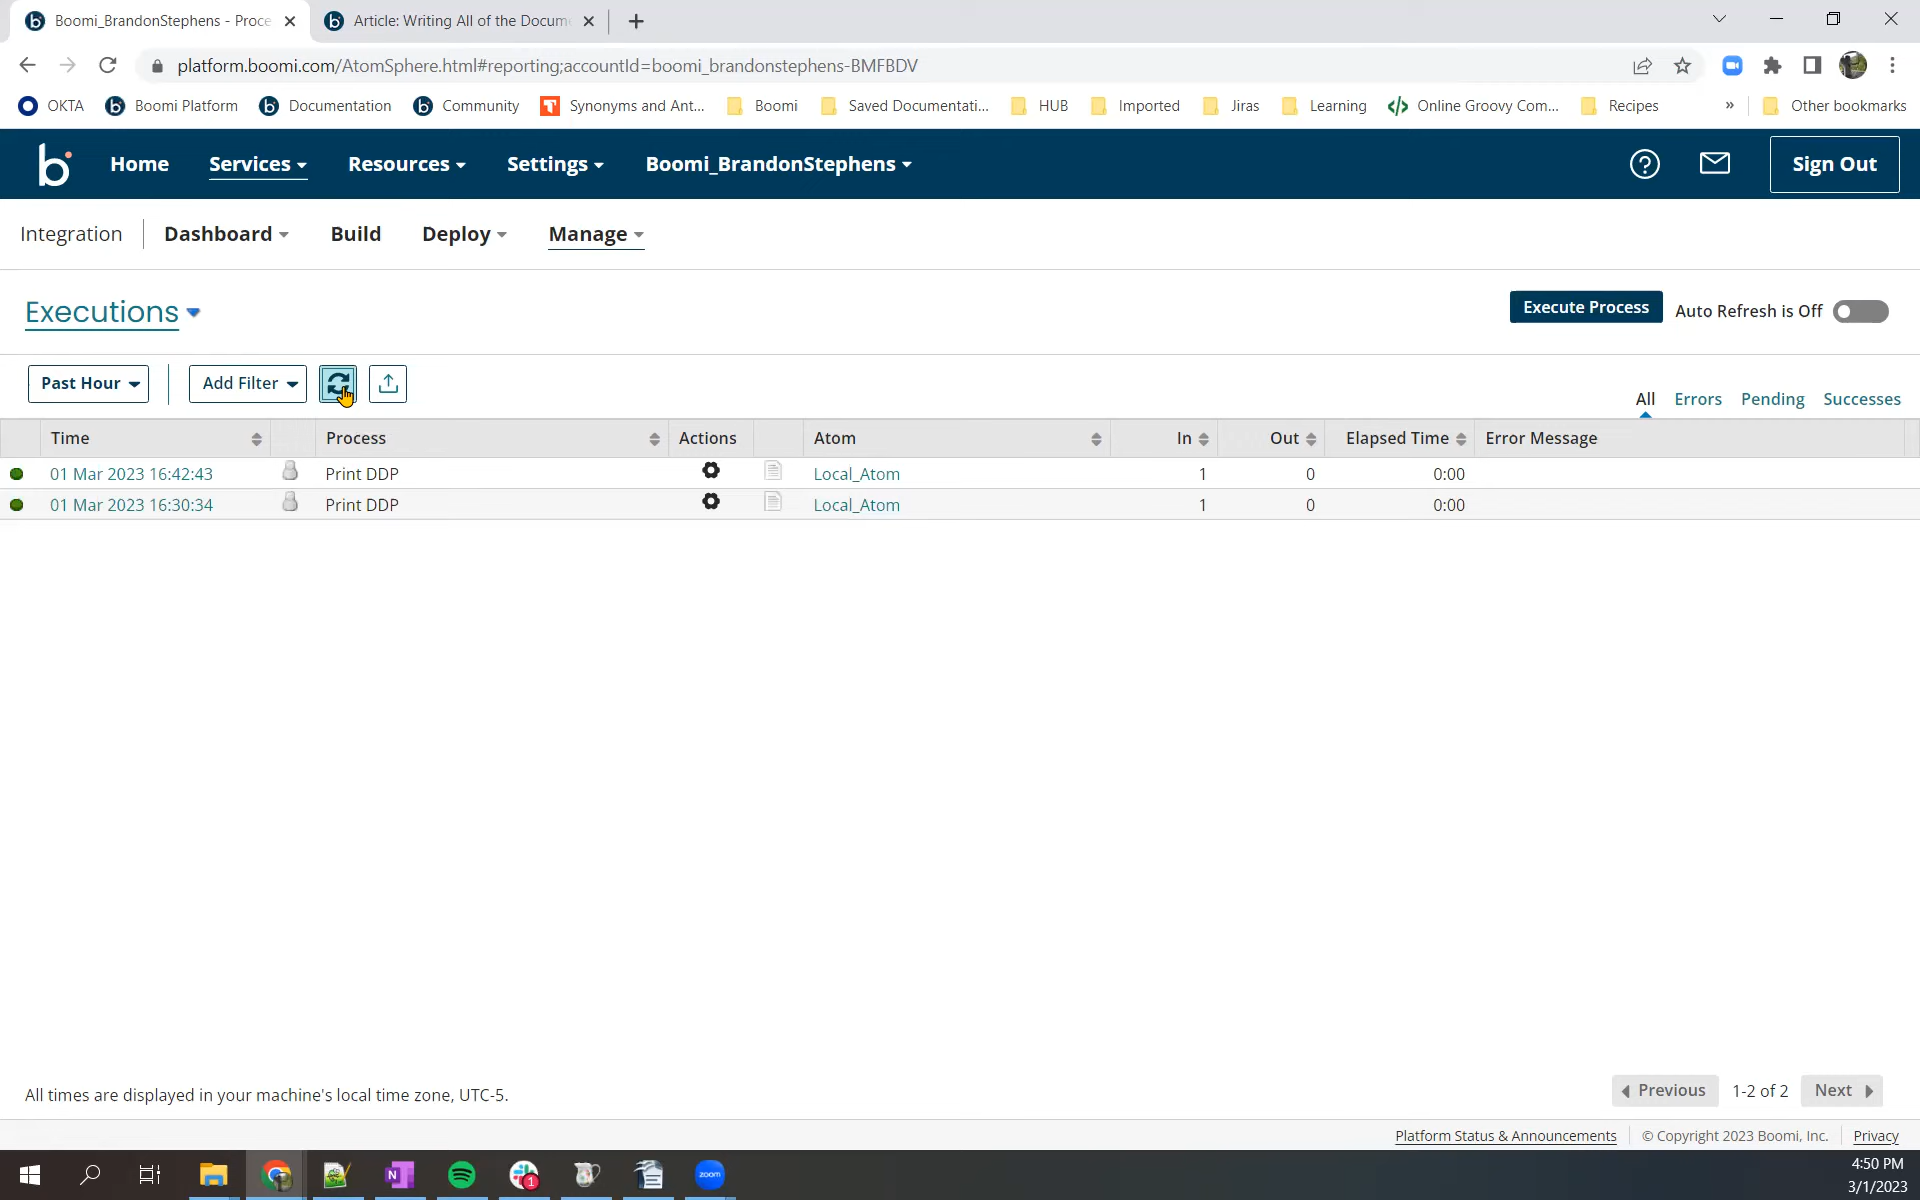 Boomi_BrandonStephens - Proce
Article: Writing All of the Docum
platform.boomi.com/AtomSphere.html#reporting;accountId=boomi_brandonstephens-BMFBDV
OKTA Boomi Platform Documentation Community Synonyms and Ant... Boomi Saved Documentati... HUB Imported Jiras Learning Online Groovy Com... Recipes » Other bookmarks
b Home Services Resources Settings Boomi_BrandonStephens Sign Out
Integration Dashboard Build Deploy Manage
Executions Execute Process Auto Refresh is Off
Past Hour Add Filter
All Errors Pending Successes
Time Process Actions Atom In Out Elapsed Time Error Message
01 Mar 2023 16:42:43 Print DDP Local_Atom 1 0 0:00
01 Mar 2023 16:30:34 Print DDP Local_Atom 1 0 0:00
All times are displayed in your machine's local time zone, UTC-5.
Previous 1-2 of 2 Next
Platform Status & Announcements © Copyright 2023 Boomi, Inc. Privacy
N 1 zoom
4:50 PM
3/1/2023